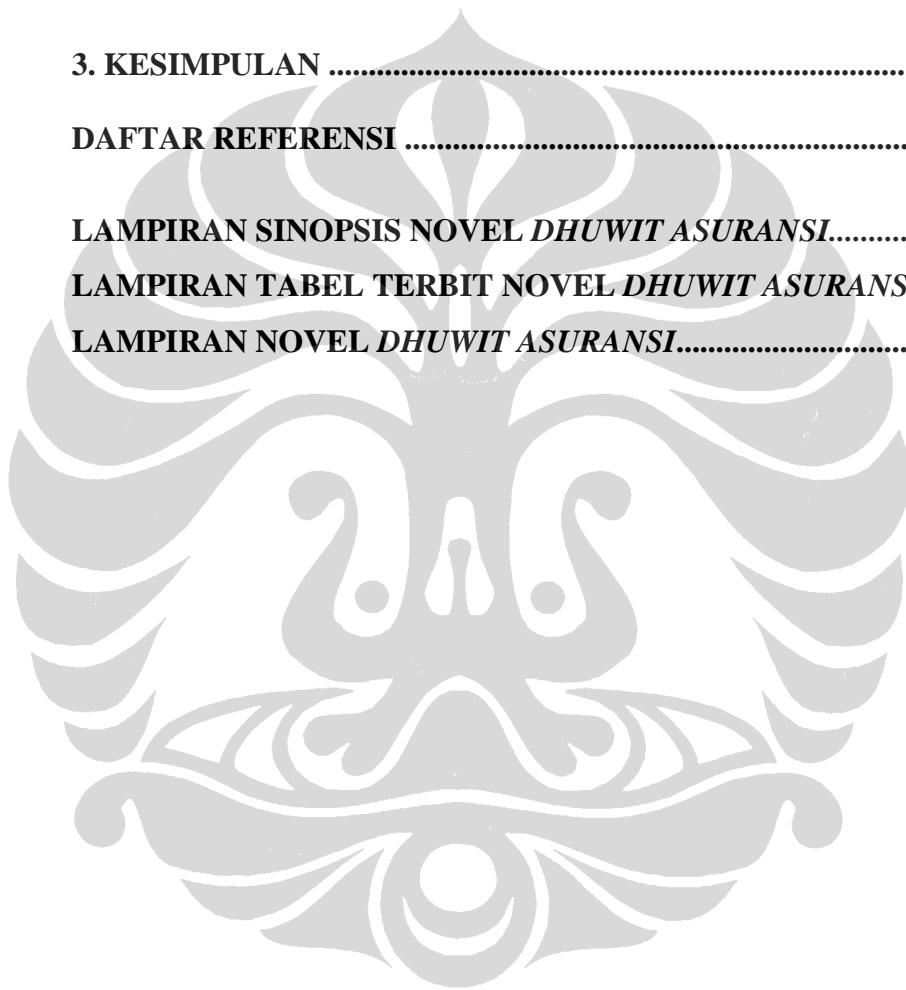 3. KESIMPULAN ........................................................................
DAFTAR REFERENSI ...............................................................
LAMPIRAN SINOPSIS NOVEL DHUWIT ASURANSI..........
LAMPIRAN TABEL TERBIT NOVEL DHUWIT ASURANS
LAMPIRAN NOVEL DHUWIT ASURANSI.............................